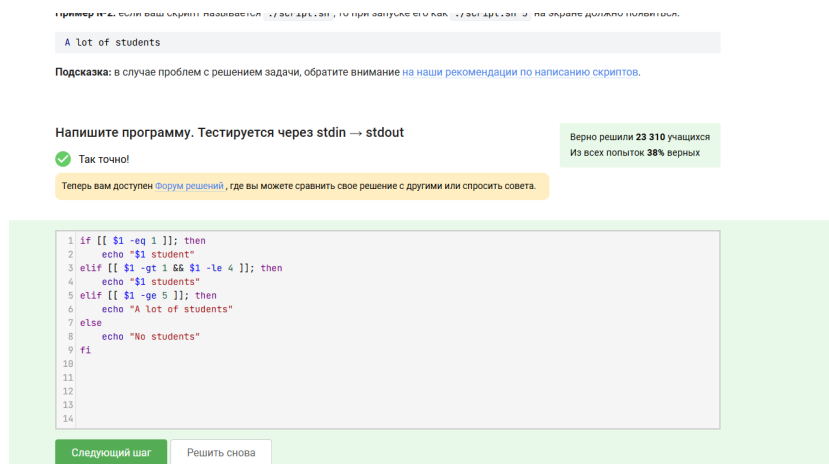 Пример №2: если ваш скрипт называется ./script.sh, то при запуске его как ./script.sh 5 на экране должно появиться:
A lot of students
Подсказка: в случае проблем с решением задачи, обратите внимание на наши рекомендации по написанию скриптов.
Напишите программу. Тестируется через stdin → stdout
Верно решили 23 310 учащихся
Из всех попыток 38% верных
Так точно!
Теперь вам доступен Форум решений, где вы можете сравнить свое решение с другими или спросить совета.
1 if [[ $1 -eq 1 ]]; then
2     echo "$1 student"
3 elif [[ $1 -gt 1 && $1 -le 4 ]]; then
4     echo "$1 students"
5 elif [[ $1 -ge 5 ]]; then
6     echo "A lot of students"
7 else
8     echo "No students"
9 fi
10
11
12
13
14
Следующий шаг Решить снова